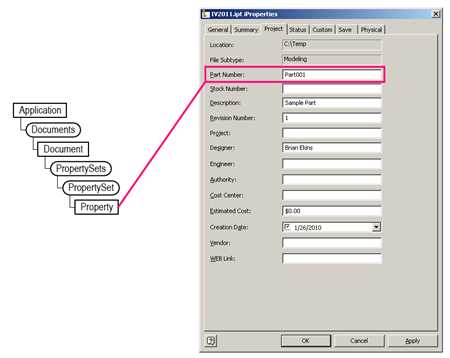 Application
Documents
Document
PropertySets
PropertySet
Property
IV2011.ipt iProperties
General Summary Project Status Custom Save Physical
Location: C:\Temp
File Subtype: Modeling
Part Number: Part001
Stock Number:
Description: Sample Part
Revision Number: 1
Project:
Designer: Brian Ekins
Engineer:
Authority:
Cost Center:
Estimated Cost: $0.00
Creation Date: 1/26/2010
Vendor:
WEB Link:
OK Cancel Apply